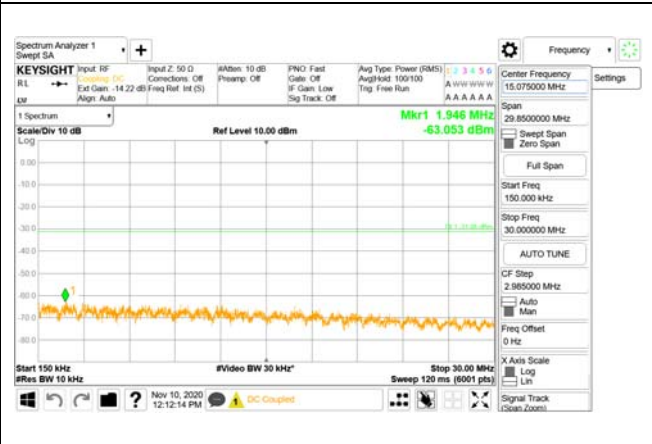 Spectrum Analyzer 1
Swept SA
Frequency
KEYSIGHT
RL
Input: RF
Coupling: DC
Ext Gain: -14.22 dB
Align: Auto
Input Z: 50 Ω
Corrections: Off
Freq Ref: Int (S)
#Atten: 10 dB
Preamp: Off
PNO: Fast
Gate: Off
IF Gain: Low
Sig Track: Off
Avg Type: Power (RMS)
Avg|Hold: 100/100
Trig: Free Run
1 2 3 4 5 6
A W W W W W
A A A A A A
1 Spectrum
Mkr1 1.946 MHz
Scale/Div 10 dB
Ref Level 10.00 dBm
-63.053 dBm
Log
0.00
-10.0
-20.0
-30.0
-40.0
-50.0
-60.0
1
-70.0
-80.0
Start 150 kHz
#Video BW 30 kHz*
Stop 30.00 MHz
#Res BW 10 kHz
Sweep 120 ms (6001 pts)
Nov 10, 2020
12:12:14 PM
DC Coupled
Center Frequency
15.075000 MHz
Settings
Span
29.8500000 MHz
Swept Span
Zero Span
Full Span
Start Freq
150.000 kHz
Stop Freq
30.000000 MHz
AUTO TUNE
CF Step
2.985000 MHz
Auto
Man
Freq Offset
0 Hz
X Axis Scale
Log
Lin
Signal Track
(Span Zoom)